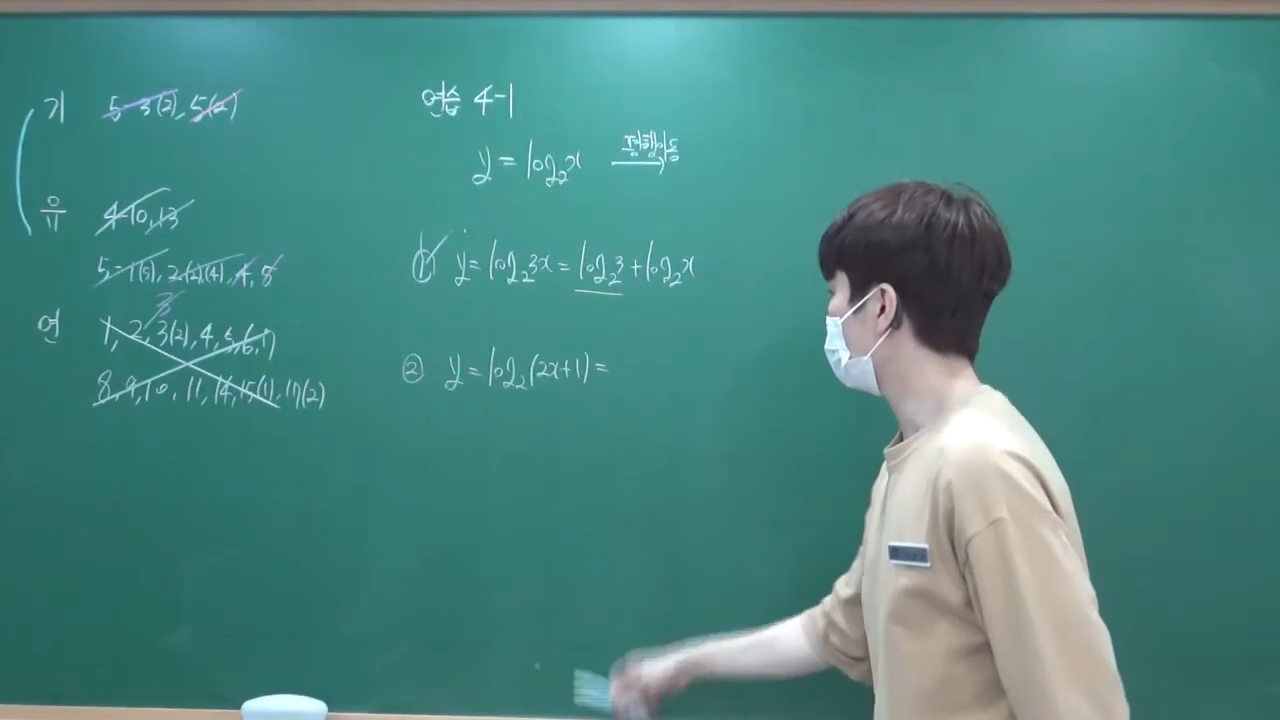 기 5-3(2), 5(2)
유 4-10, 13
5-1(5), 2-(2)(4), 4, 5
3
연 1, 2, 3(2), 4, 5, 6, 7
8, 9, 10, 11, 14, 15(1), 17(2)
연습 4-1
y = log₂x 평행이동
① y = log₂3x = log₂3 + log₂x
② y = log₂(2x+1) =